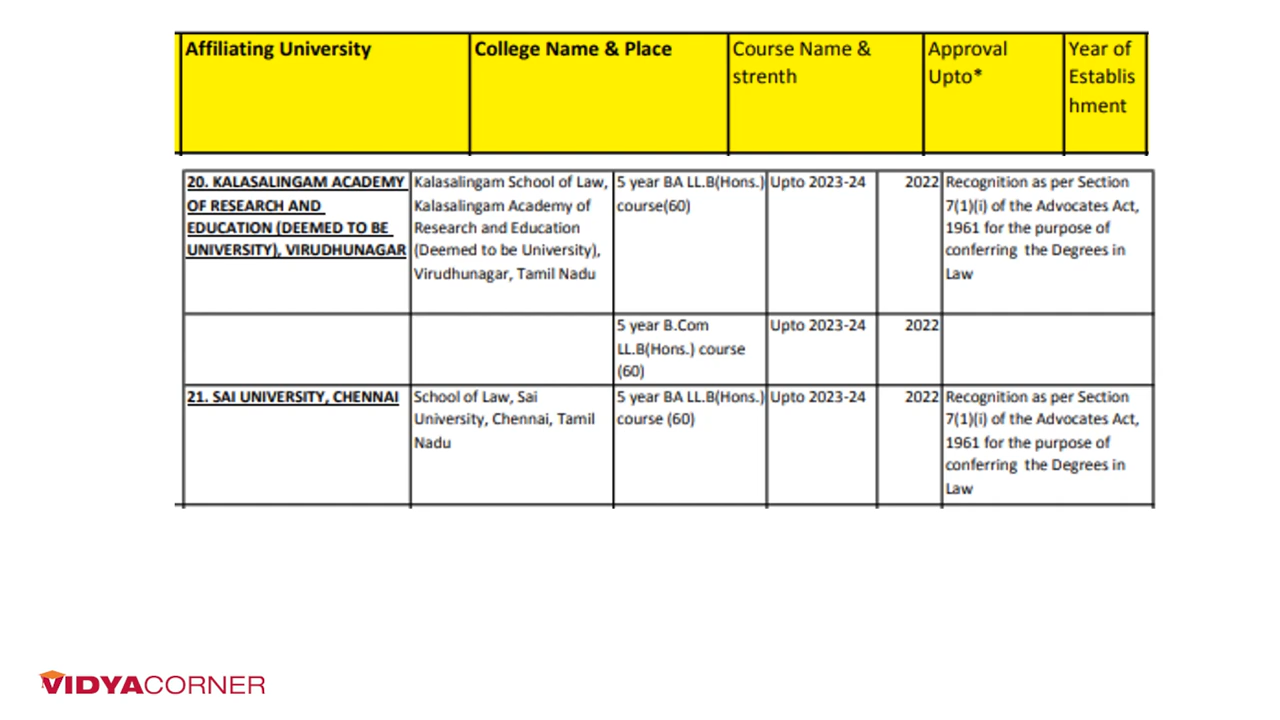 Affiliating University
College Name & Place
Course Name &
strenth
Approval
Upto*
Year of
Establis
hment
20. KALASALINGAM ACADEMY
OF RESEARCH AND
EDUCATION (DEEMED TO BE
UNIVERSITY), VIRUDHUNAGAR
Kalasalingam School of Law,
Kalasalingam Academy of
Research and Education
(Deemed to be University),
Virudhunagar, Tamil Nadu
5 year BA LL.B(Hons.)
course(60)
Upto 2023-24
2022
Recognition as per Section
7(1)(i) of the Advocates Act,
1961 for the purpose of
conferring the Degrees in
Law
5 year B.Com
LL.B(Hons.) course
(60)
Upto 2023-24
2022
21. SAI UNIVERSITY, CHENNAI
School of Law, Sai
University, Chennai, Tamil
Nadu
5 year BA LL.B(Hons.)
course (60)
Upto 2023-24
2022
Recognition as per Section
7(1)(i) of the Advocates Act,
1961 for the purpose of
conferring the Degrees in
Law
VIDYACORNER